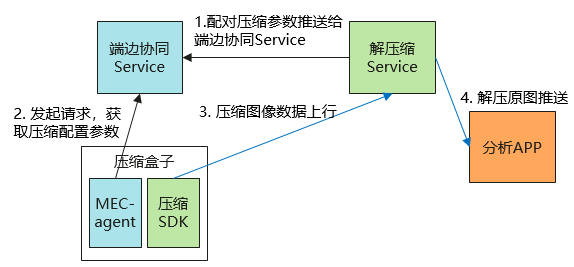 1.配对压缩参数推送给
端边协同Service
端边协同
Service
解压缩
Service
2. 发起请求，获
取压缩配置参数
3. 压缩图像数据上行
4. 解压原图推送
分析APP
压缩盒子
MEC-
agent
压缩
SDK